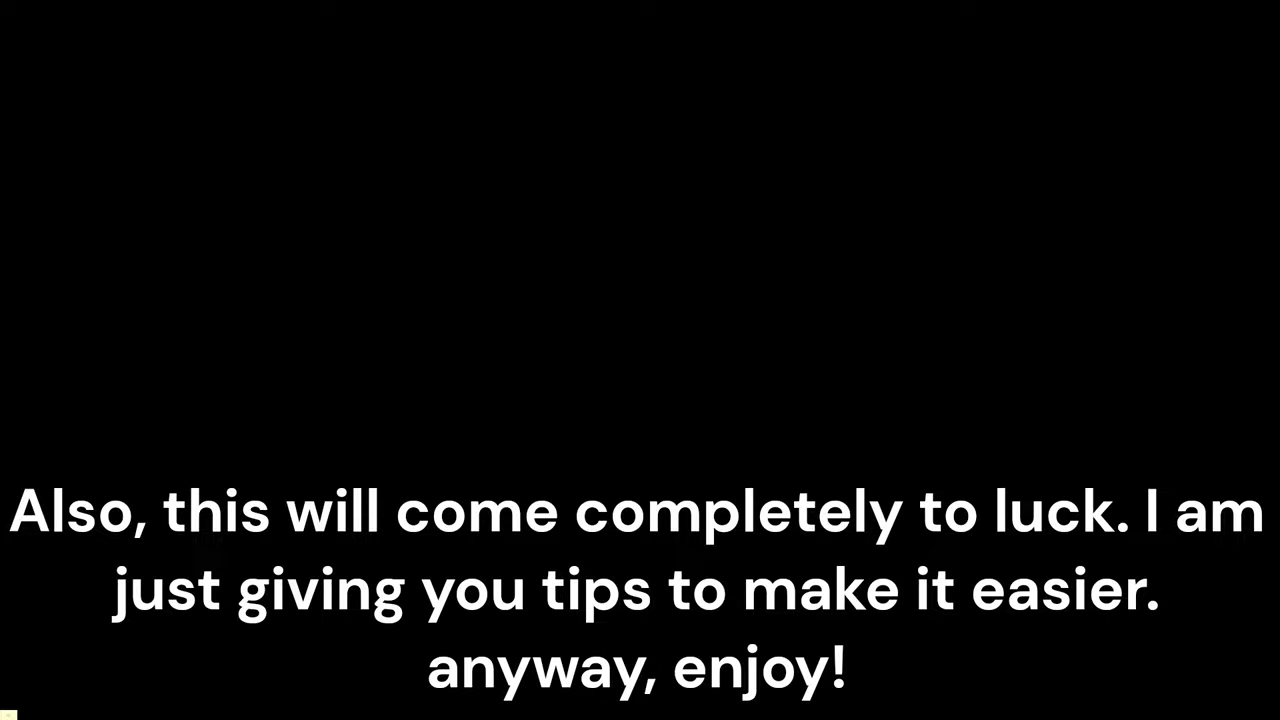 Also, this will come completely to luck. I am
just giving you tips to make it easier.
anyway, enjoy!